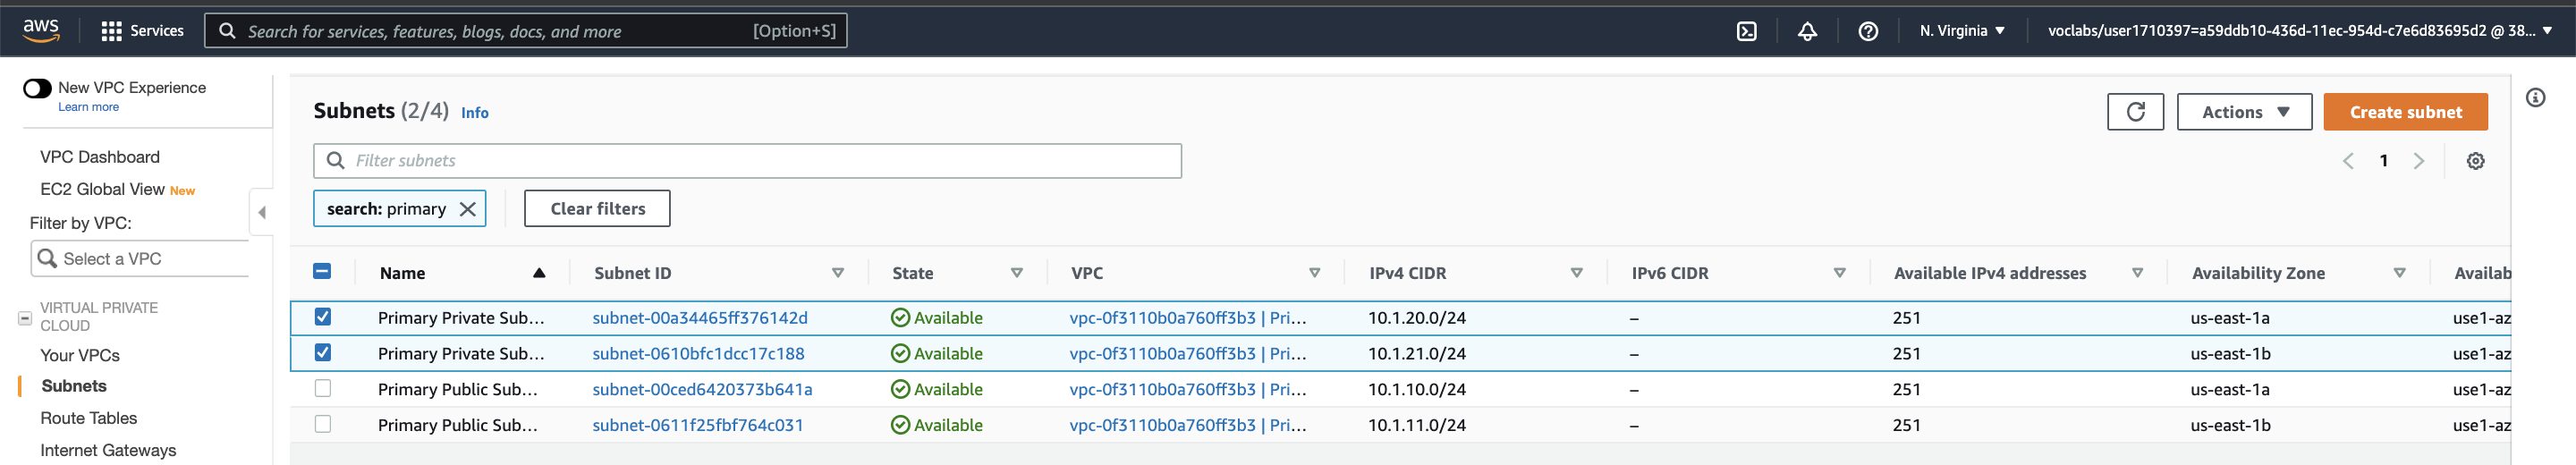 aws
Services
Search for services, features, blogs, docs, and more
[Option+S]
N. Virginia
voclabs/user1710397=a59ddb10-436d-11ec-954d-c7e6d83695d2 @ 38...
New VPC Experience
Learn more
VPC Dashboard
EC2 Global View New
Filter by VPC:
Select a VPC
VIRTUAL PRIVATE
CLOUD
Your VPCs
Subnets
Route Tables
Internet Gateways
Subnets (2/4) Info
Actions
Create subnet
Filter subnets
1
search: primary
Clear filters
Name Subnet ID State VPC IPv4 CIDR IPv6 CIDR Available IPv4 addresses Availability Zone Availab
Primary Private Sub... subnet-00a34465ff376142d Available vpc-0f3110b0a760ff3b3 | Pri... 10.1.20.0/24 – 251 us-east-1a use1-az
Primary Private Sub... subnet-0610bfc1dcc17c188 Available vpc-0f3110b0a760ff3b3 | Pri... 10.1.21.0/24 – 251 us-east-1b use1-az
Primary Public Sub... subnet-00ced6420373b641a Available vpc-0f3110b0a760ff3b3 | Pri... 10.1.10.0/24 – 251 us-east-1a use1-az
Primary Public Sub... subnet-0611f25fbf764c031 Available vpc-0f3110b0a760ff3b3 | Pri... 10.1.11.0/24 – 251 us-east-1b use1-az